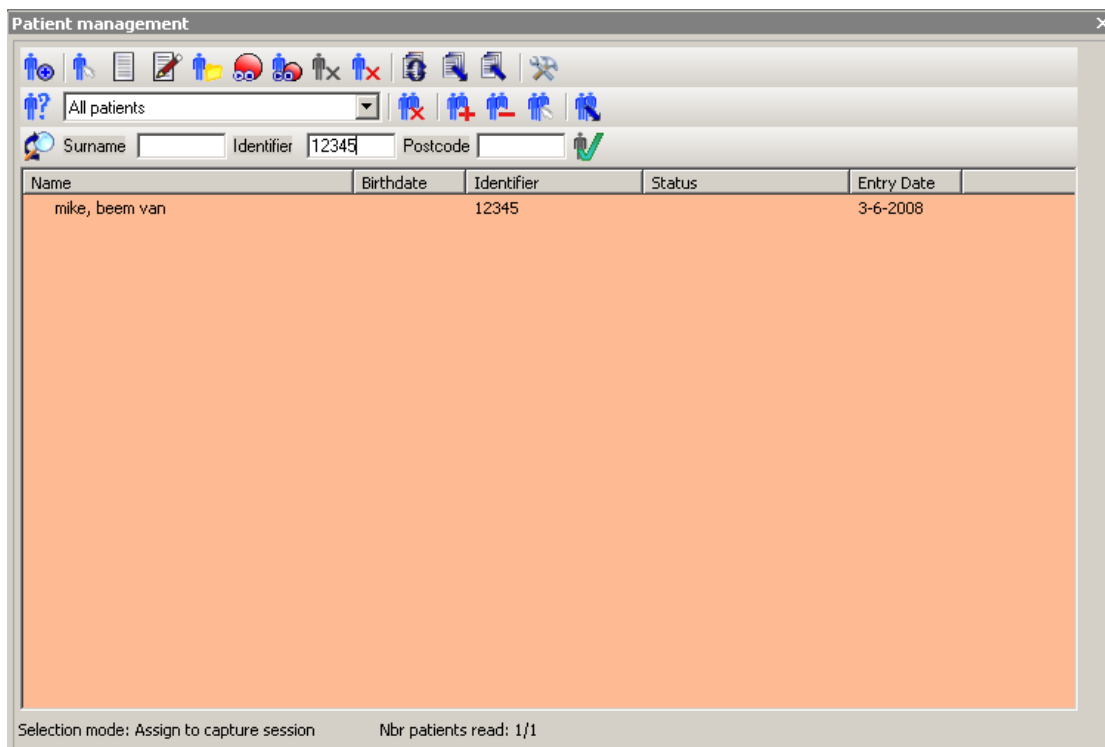 Patient management
All patients
Surname Identifier 12345 Postcode
Name Birthdate Identifier Status Entry Date
mike, beem van 12345 3-6-2008
Selection mode: Assign to capture session Nbr patients read: 1/1